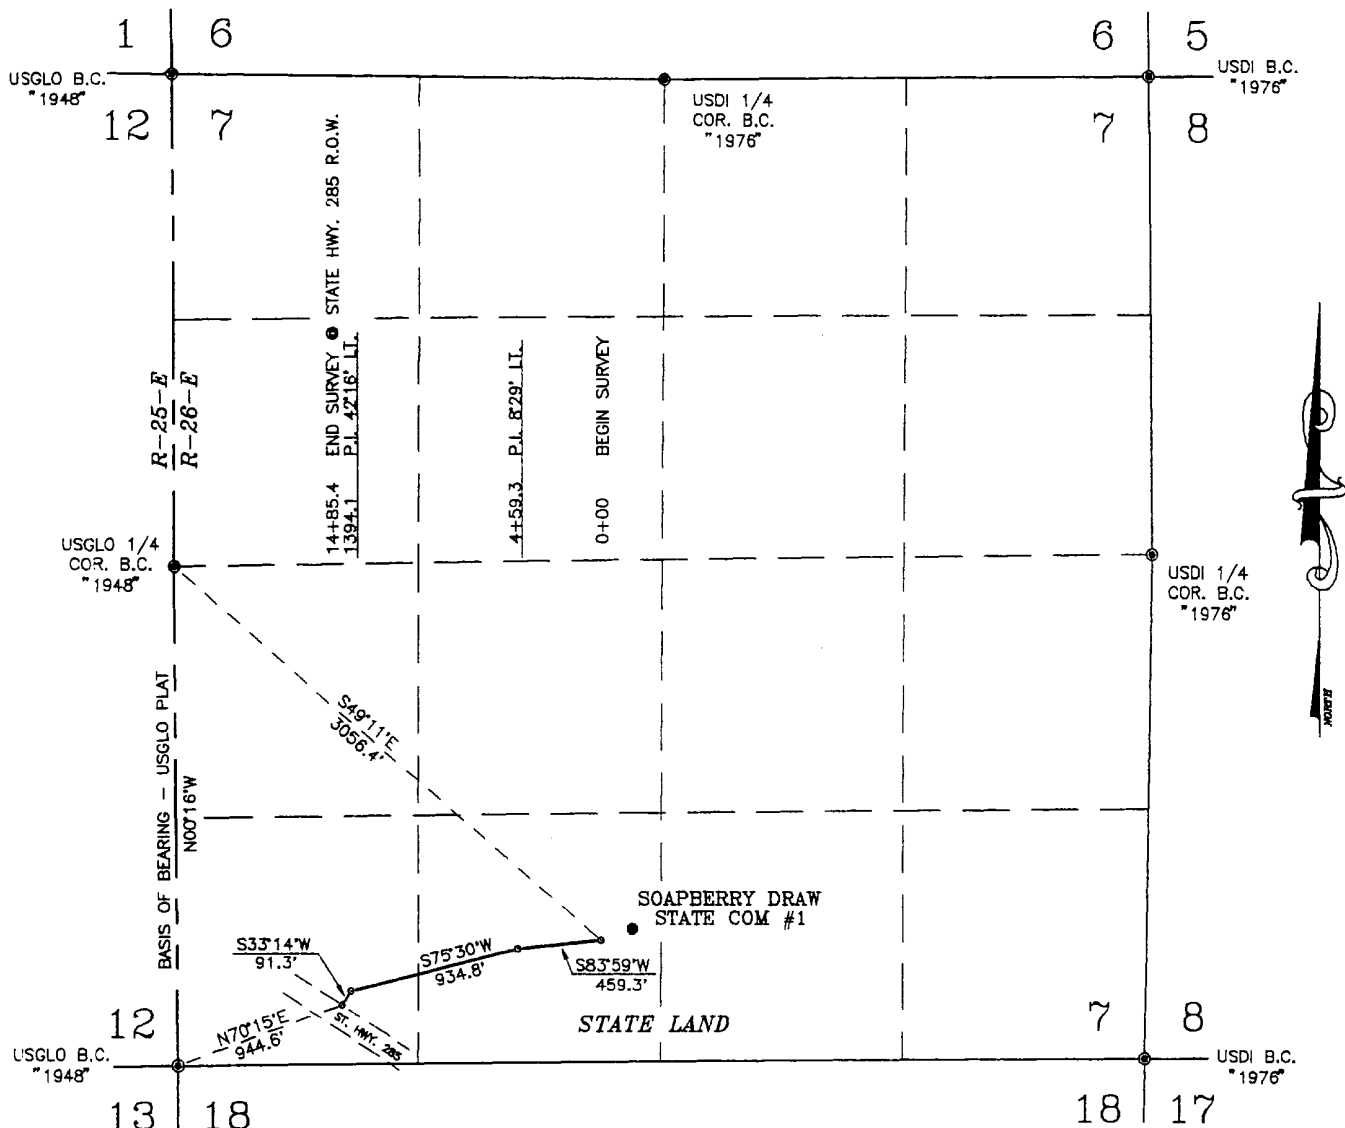 1 6
6 5
USGLO B.C.
"1948"
USDI B.C.
"1976"
USDI 1/4
COR. B.C.
"1976"
12 7
7 8
R-25-E
R-26-E
14+85.4 END SURVEY @ STATE HWY. 285 R.O.W.
1394.1 P.I. 42°16' LT.
4+59.3 P.I. 8°29' LT.
0+00 BEGIN SURVEY
USGLO 1/4
COR. B.C.
"1948"
USDI 1/4
COR. B.C.
"1976"
BASIS OF BEARING - USGLO PLAT
N00°16'W
S49°11'E
3056.4'
SOAPBERRY DRAW
STATE COM #1
S33°14'W
91.3'
S75°30'W
934.8'
S83°59'W
459.3'
N70°15'E
944.6'
ST. HWY. 285
STATE LAND
12
7 8
USGLO B.C.
"1948"
USDI B.C.
"1976"
13 18
18 17